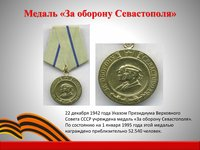 Медаль «За оборону Севастополя»
22 декабря 1942 года Указом Президиума Верховного
Совета СССР учреждена медаль «За оборону Севастополя».
По состоянию на 1 января 1995 года этой медалью
награждено приблизительно 52.540 человек.